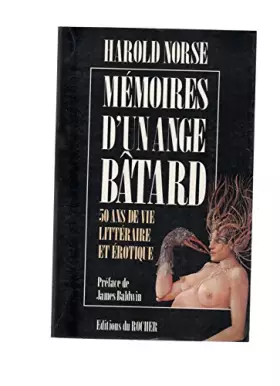 HAROLD NORSE
MÉMOIRES
D'UN ANGE
BÂTARD
50 ANS DE VIE
LITTÉRAIRE
ET ÉROTIQUE
Préface de
James Baldwin
Editions du ROCHER